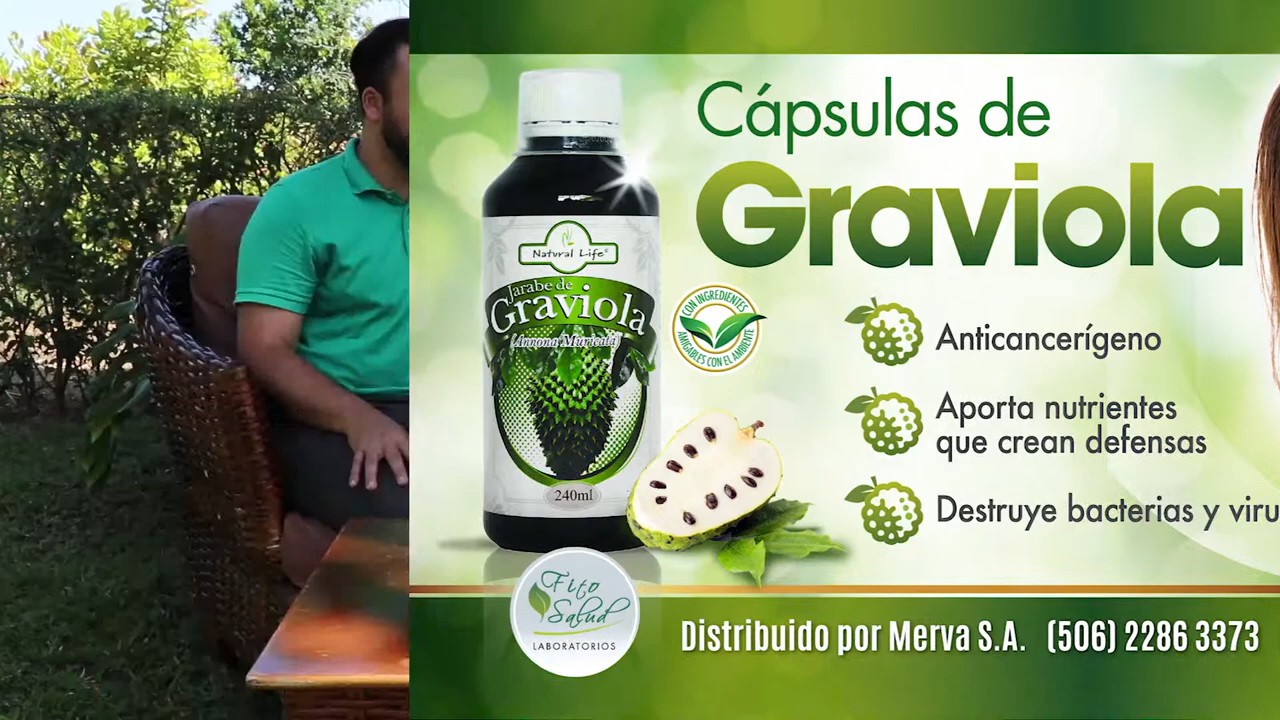 Cápsulas de
Graviola
Natural Life®
Jarabe de
Graviola
(Annona Muricata)
240ml
CON INGREDIENTES
AMIGABLES CON EL AMBIENTE
Anticancerígeno
Aporta nutrientes
que crean defensas
Destruye bacterias y viru
Fito
Salud
LABORATORIOS
Distribuido por Merva S.A. (506) 2286 3373